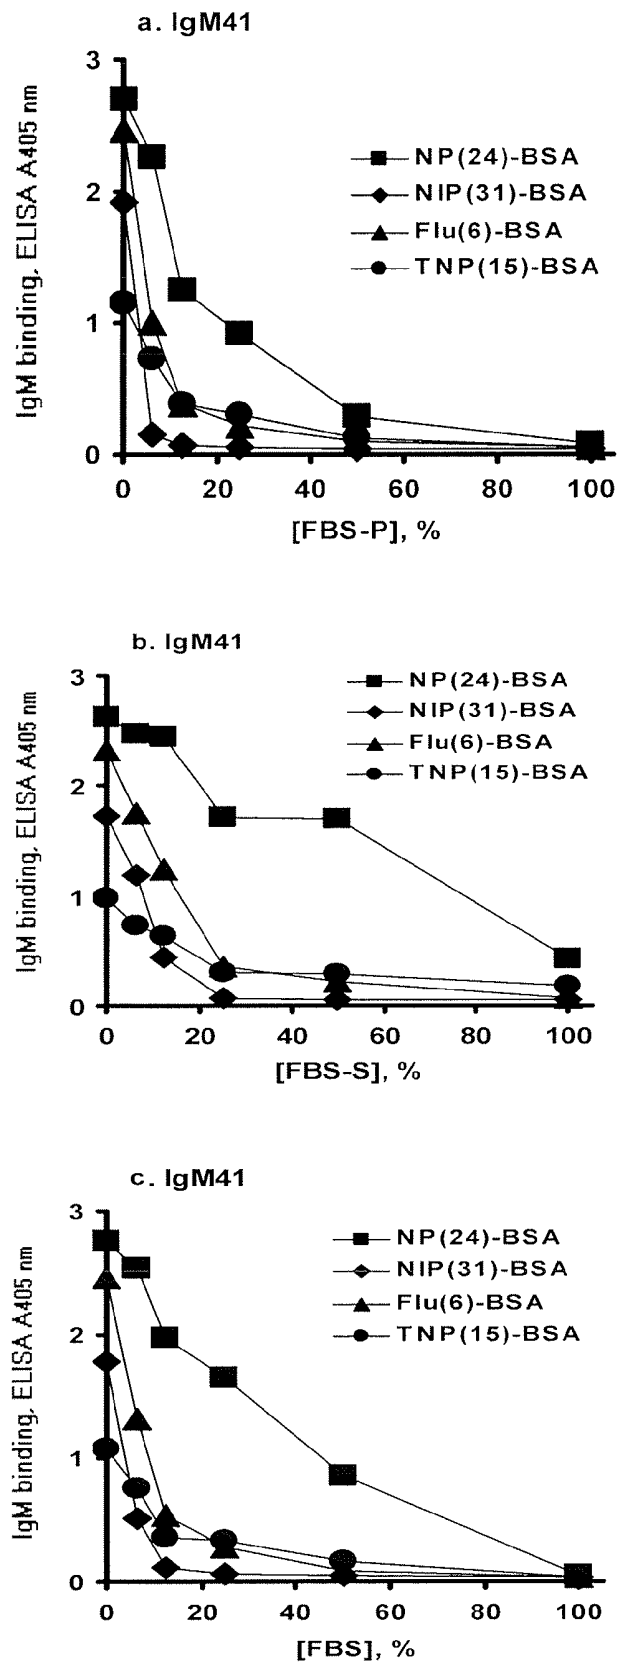 a. IgM41
3
2
1
0
IgM binding, ELISA A405 nm
NP(24)-BSA
NIP(31)-BSA
Flu(6)-BSA
TNP(15)-BSA
0 20 40 60 80 100
[FBS-P], %
b. IgM41
3
2
1
0
IgM binding, ELISA A405 nm
NP(24)-BSA
NIP(31)-BSA
Flu(6)-BSA
TNP(15)-BSA
0 20 40 60 80 100
[FBS-S], %
c. IgM41
3
2
1
0
IgM binding, ELISA A405 nm
NP(24)-BSA
NIP(31)-BSA
Flu(6)-BSA
TNP(15)-BSA
0 20 40 60 80 100
[FBS], %